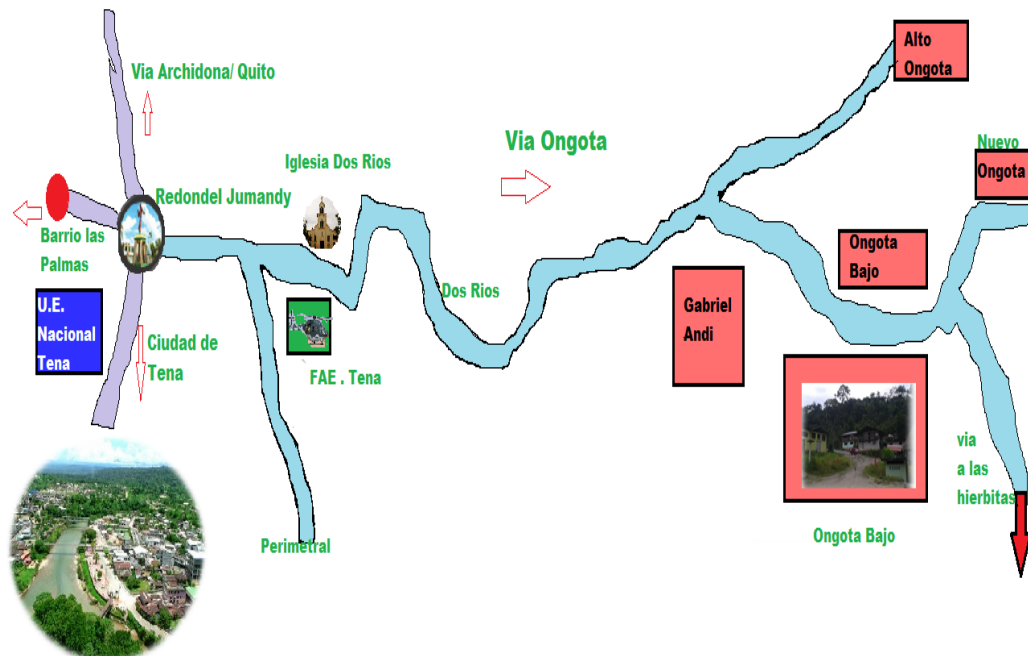 Alto
Ongota
Via Archidona/ Quito
Via Ongota
Nuevo
Ongota
Iglesia Dos Rios
Redondel Jumandy
Barrio las
Palmas
Ongota
Bajo
Dos Rios
U.E.
Nacional
Tena
Gabriel
Andi
Ciudad de
Tena
FAE . Tena
via
a las
hierbitas
Perimetral
Ongota Bajo